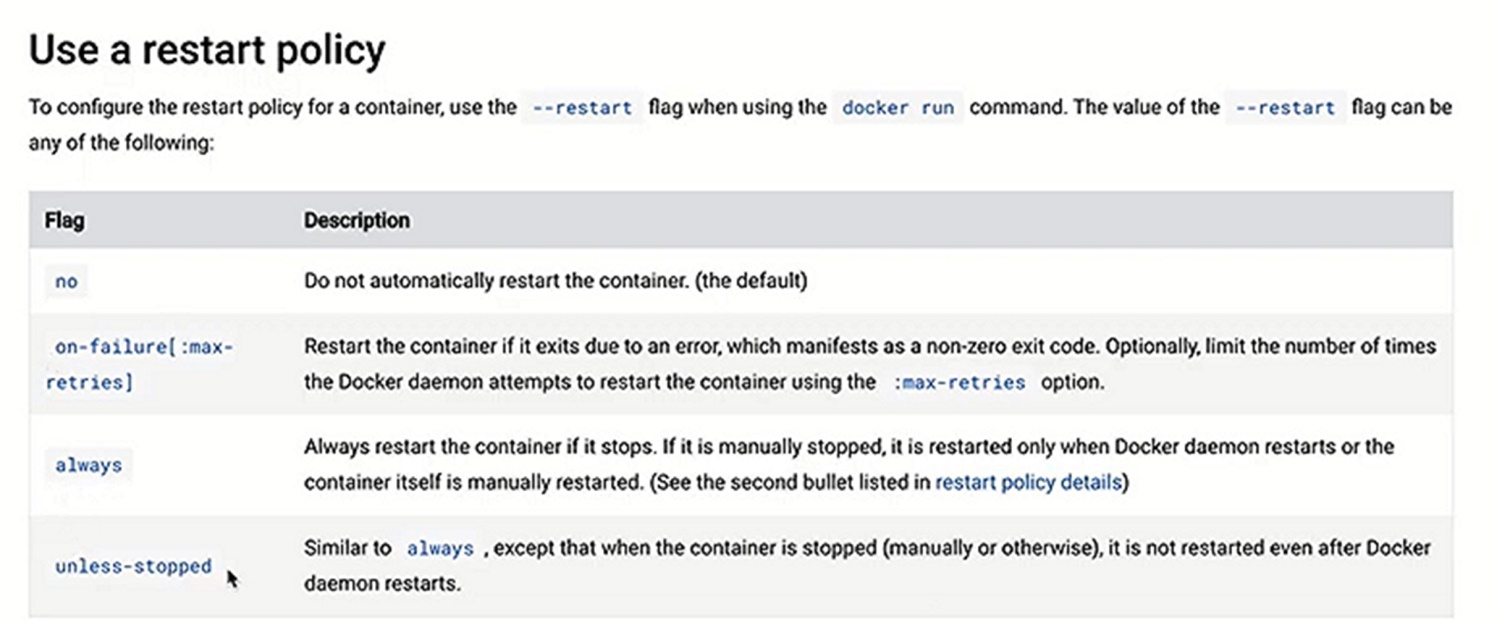 Use a restart policy
To configure the restart policy for a container, use the --restart flag when using the docker run command. The value of the --restart flag can be
any of the following:
Flag Description
no Do not automatically restart the container. (the default)
on-failure[:max-retries] Restart the container if it exits due to an error, which manifests as a non-zero exit code. Optionally, limit the number of times
the Docker daemon attempts to restart the container using the :max-retries option.
always Always restart the container if it stops. If it is manually stopped, it is restarted only when Docker daemon restarts or the
container itself is manually restarted. (See the second bullet listed in restart policy details)
unless-stopped Similar to always , except that when the container is stopped (manually or otherwise), it is not restarted even after Docker
daemon restarts.